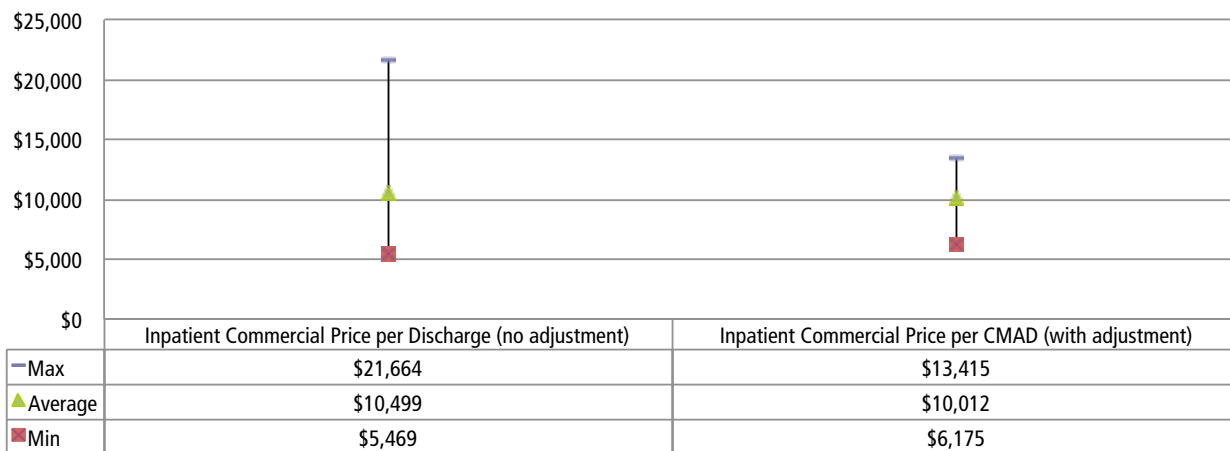 $25,000
$20,000
$15,000
$10,000
$5,000
$0
Inpatient Commercial Price per Discharge (no adjustment) Inpatient Commercial Price per CMAD (with adjustment)
Max $21,664 $13,415
Average $10,499 $10,012
Min $5,469 $6,175